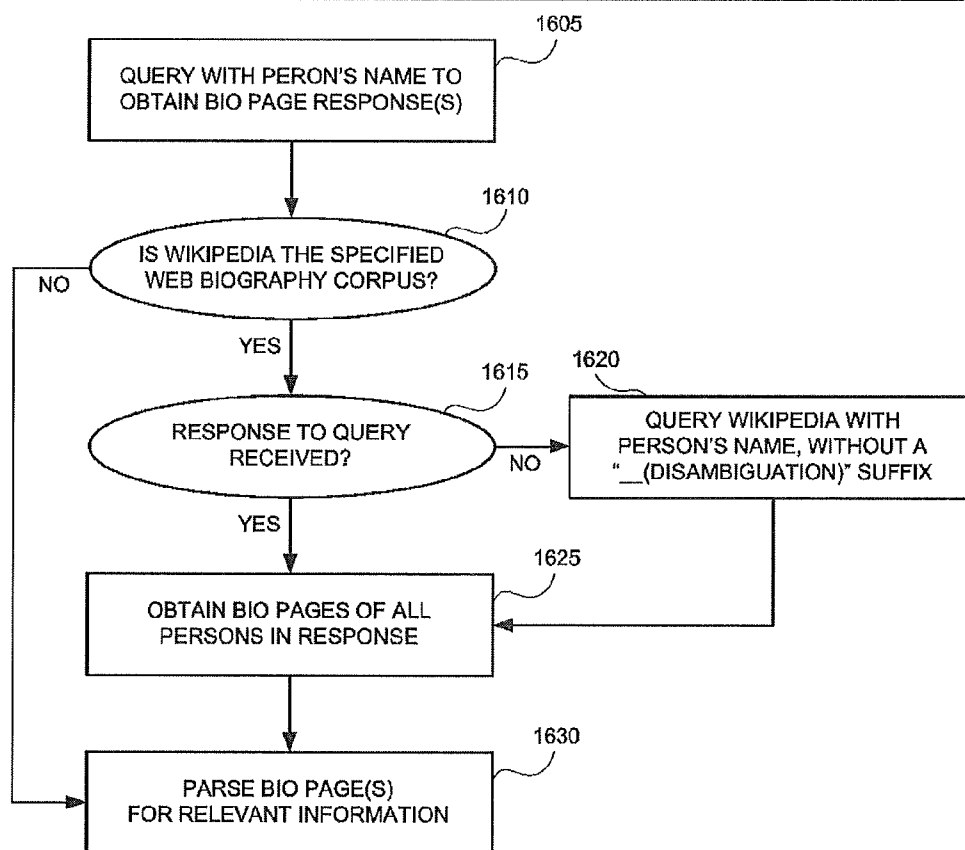 1605
QUERY WITH PERON'S NAME TO
OBTAIN BIO PAGE RESPONSE(S)
1610
IS WIKIPEDIA THE SPECIFIED
WEB BIOGRAPHY CORPUS?
NO
YES
1615
1620
RESPONSE TO QUERY
RECEIVED?
NO
QUERY WIKIPEDIA WITH
PERSON'S NAME, WITHOUT A
"__(DISAMBIGUATION)" SUFFIX
YES
1625
OBTAIN BIO PAGES OF ALL
PERSONS IN RESPONSE
1630
PARSE BIO PAGE(S)
FOR RELEVANT INFORMATION